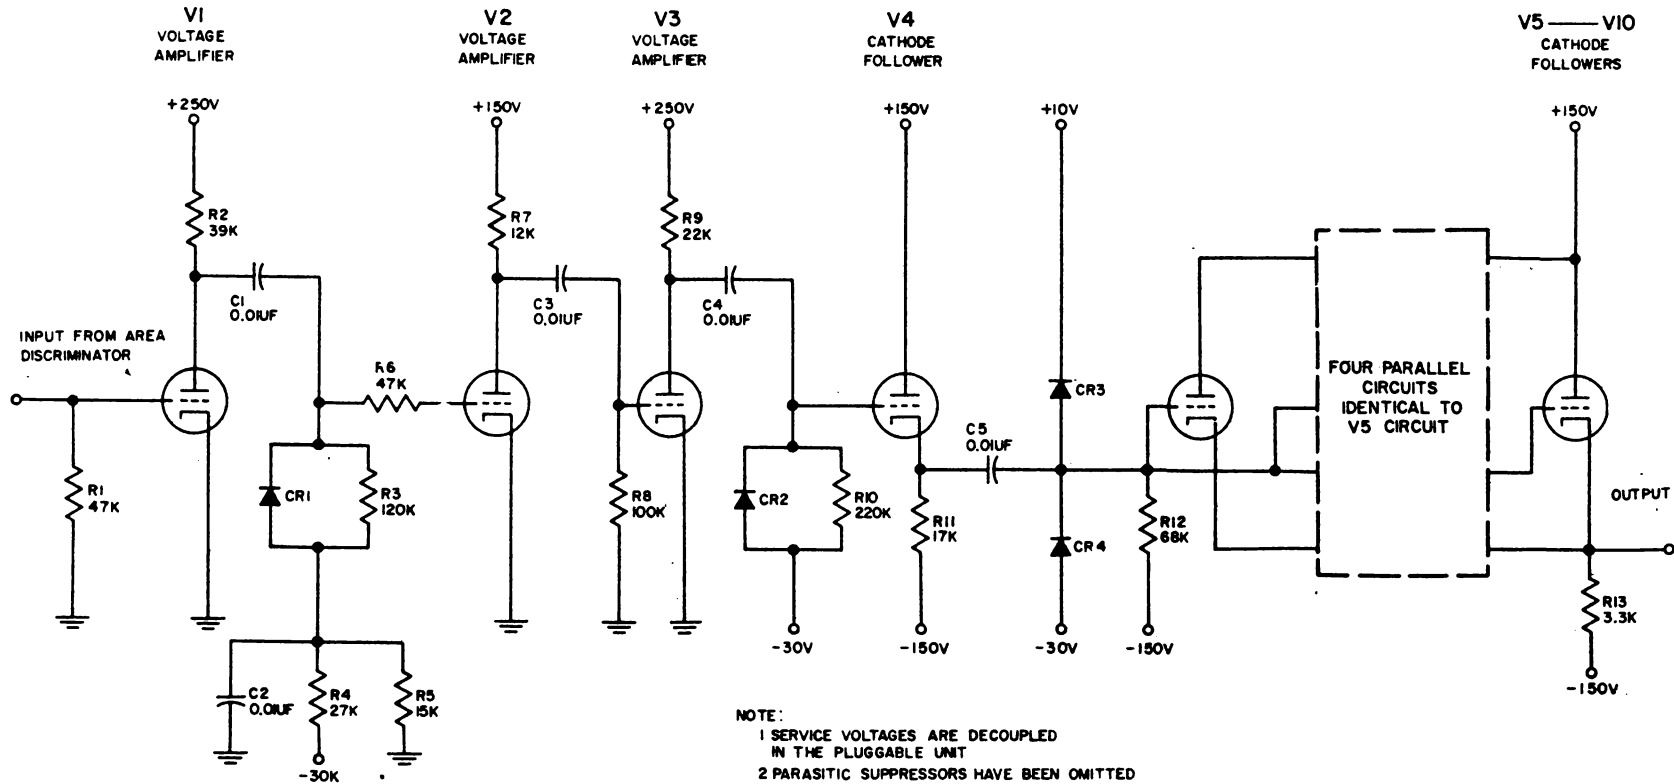 V1
VOLTAGE
AMPLIFIER
V2
VOLTAGE
AMPLIFIER
V3
VOLTAGE
AMPLIFIER
V4
CATHODE
FOLLOWER
V5 —— V10
CATHODE
FOLLOWERS
+250V
+150V
+250V
+150V
+10V
+150V
R2
39K
R7
12K
R9
22K
C1
0.01UF
C3
0.01UF
C4
0.01UF
INPUT FROM AREA
DISCRIMINATOR
R6
47K
CR3
FOUR PARALLEL
CIRCUITS
IDENTICAL TO
V5 CIRCUIT
C5
0.01UF
R1
47K
CR1
R3
120K
R8
100K
CR2
R10
220K
R11
17K
CR4
R12
68K
OUTPUT
R13
3.3K
-30V
-150V
-30V
-150V
-150V
C2
0.01UF
R4
27K
R5
15K
-30K
NOTE:
1 SERVICE VOLTAGES ARE DECOUPLED
IN THE PLUGGABLE UNIT
2 PARASITIC SUPPRESSORS HAVE BEEN OMITTED